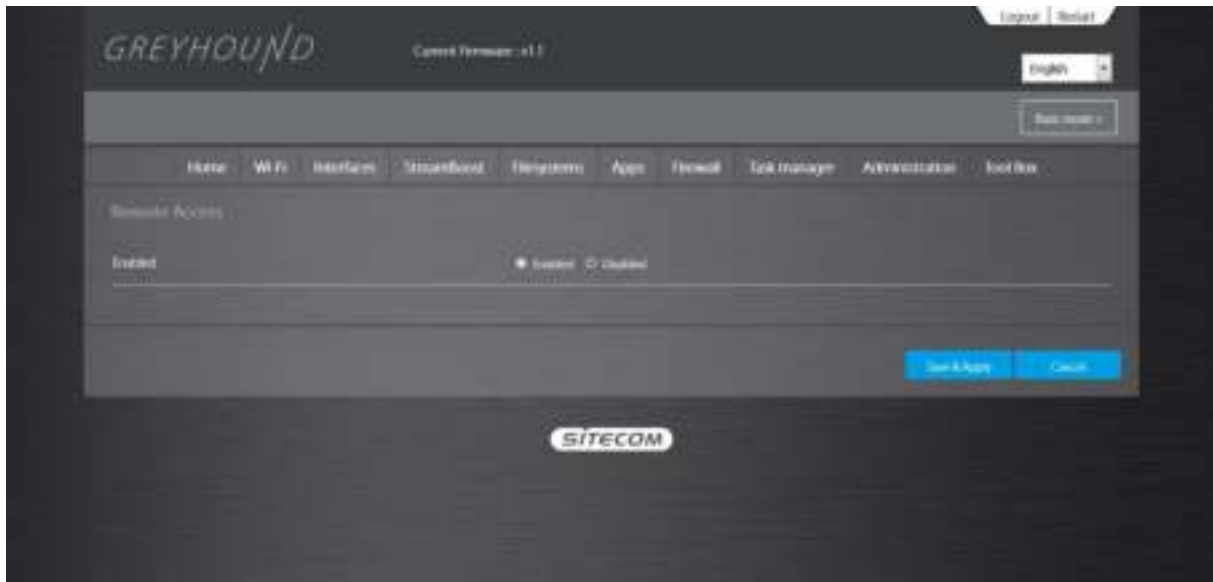 Logout Restart
GREYHOUND
Current firmware : v1.1
English
Basic mode >
Home Wi-Fi Interfaces StreamBoost Filesystems Apps Firewall Task manager Administration Tool Box
Remote Access
Enabled
Enabled Disabled
Save & Apply Cancel
SITECOM